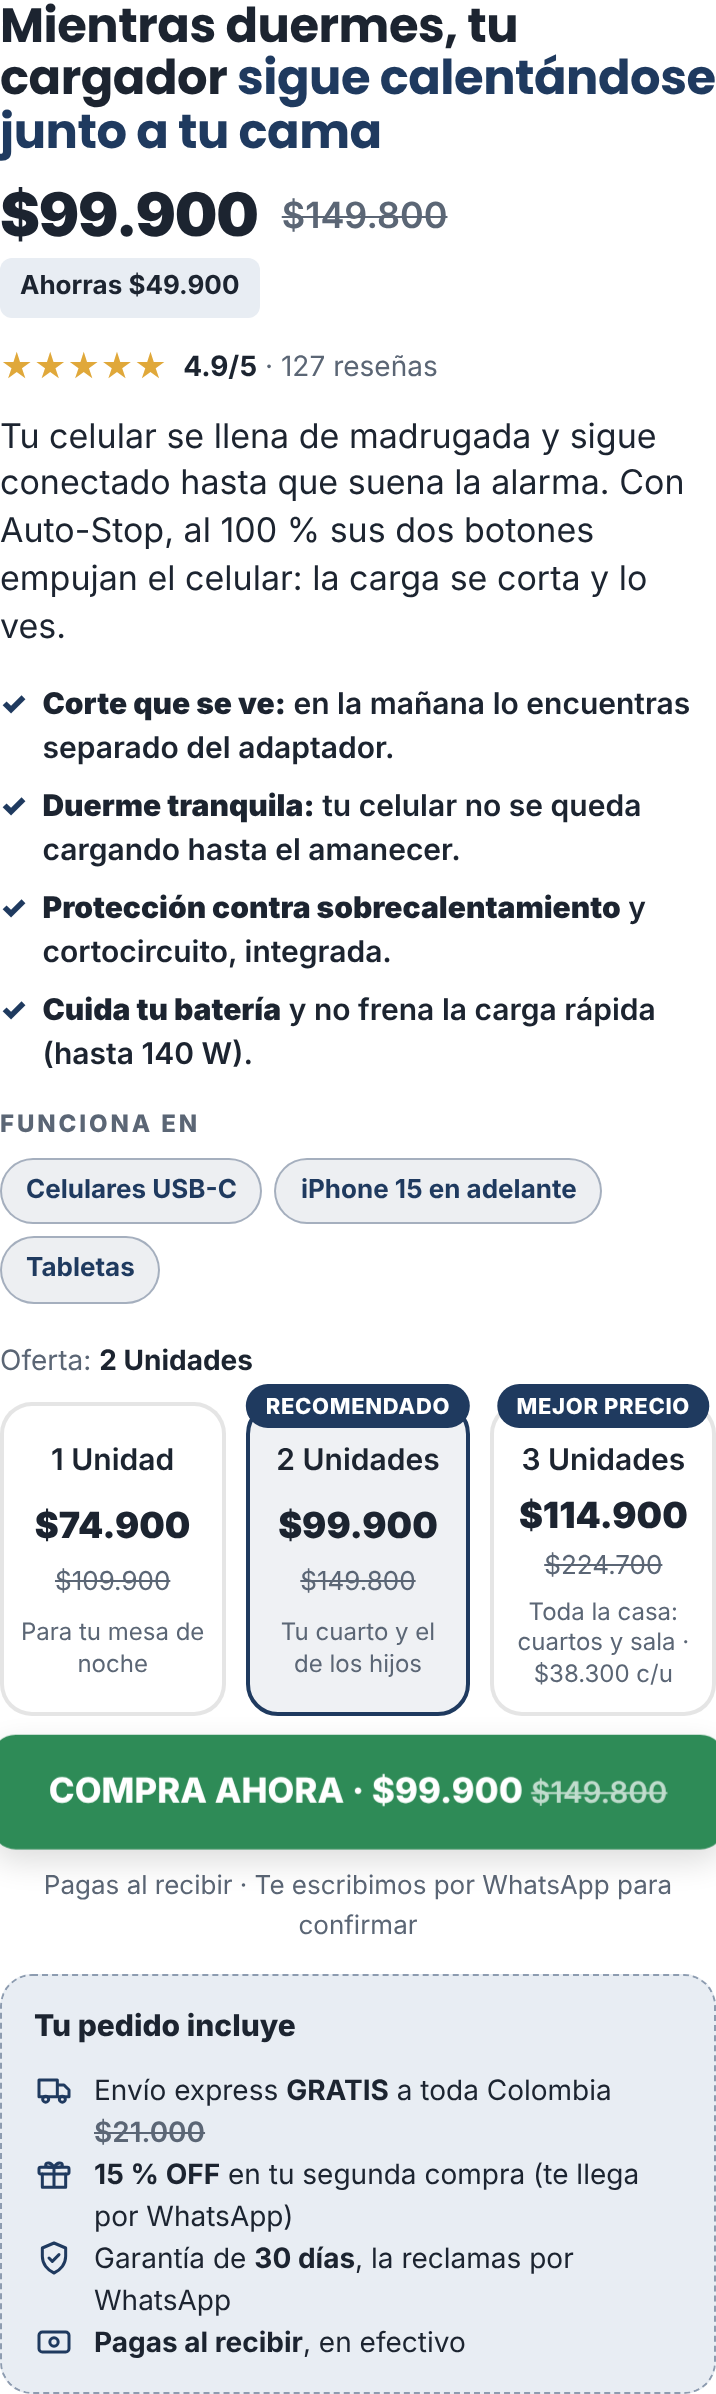 Mientras duermes, tu
cargador sigue calentándose
junto a tu cama
$99.900 $149.800
Ahorras $49.900
★★★★★ 4.9/5 · 127 reseñas
Tu celular se llena de madrugada y sigue
conectado hasta que suena la alarma. Con
Auto-Stop, al 100 % sus dos botones
empujan el celular: la carga se corta y lo
ves.
✓ Corte que se ve: en la mañana lo encuentras
separado del adaptador.
✓ Duerme tranquila: tu celular no se queda
cargando hasta el amanecer.
✓ Protección contra sobrecalentamiento y
cortocircuito, integrada.
✓ Cuida tu batería y no frena la carga rápida
(hasta 140 W).
FUNCIONA EN
Celulares USB-C
iPhone 15 en adelante
Tabletas
Oferta: 2 Unidades
1 Unidad
$74.900
$109.900
Para tu mesa de
noche
RECOMENDADO
2 Unidades
$99.900
$149.800
Tu cuarto y el
de los hijos
MEJOR PRECIO
3 Unidades
$114.900
$224.700
Toda la casa:
cuartos y sala ·
$38.300 c/u
COMPRA AHORA · $99.900 $149.800
Pagas al recibir · Te escribimos por WhatsApp para
confirmar
Tu pedido incluye
Envío express GRATIS a toda Colombia
$21.000
15 % OFF en tu segunda compra (te llega
por WhatsApp)
Garantía de 30 días, la reclamas por
WhatsApp
Pagas al recibir, en efectivo